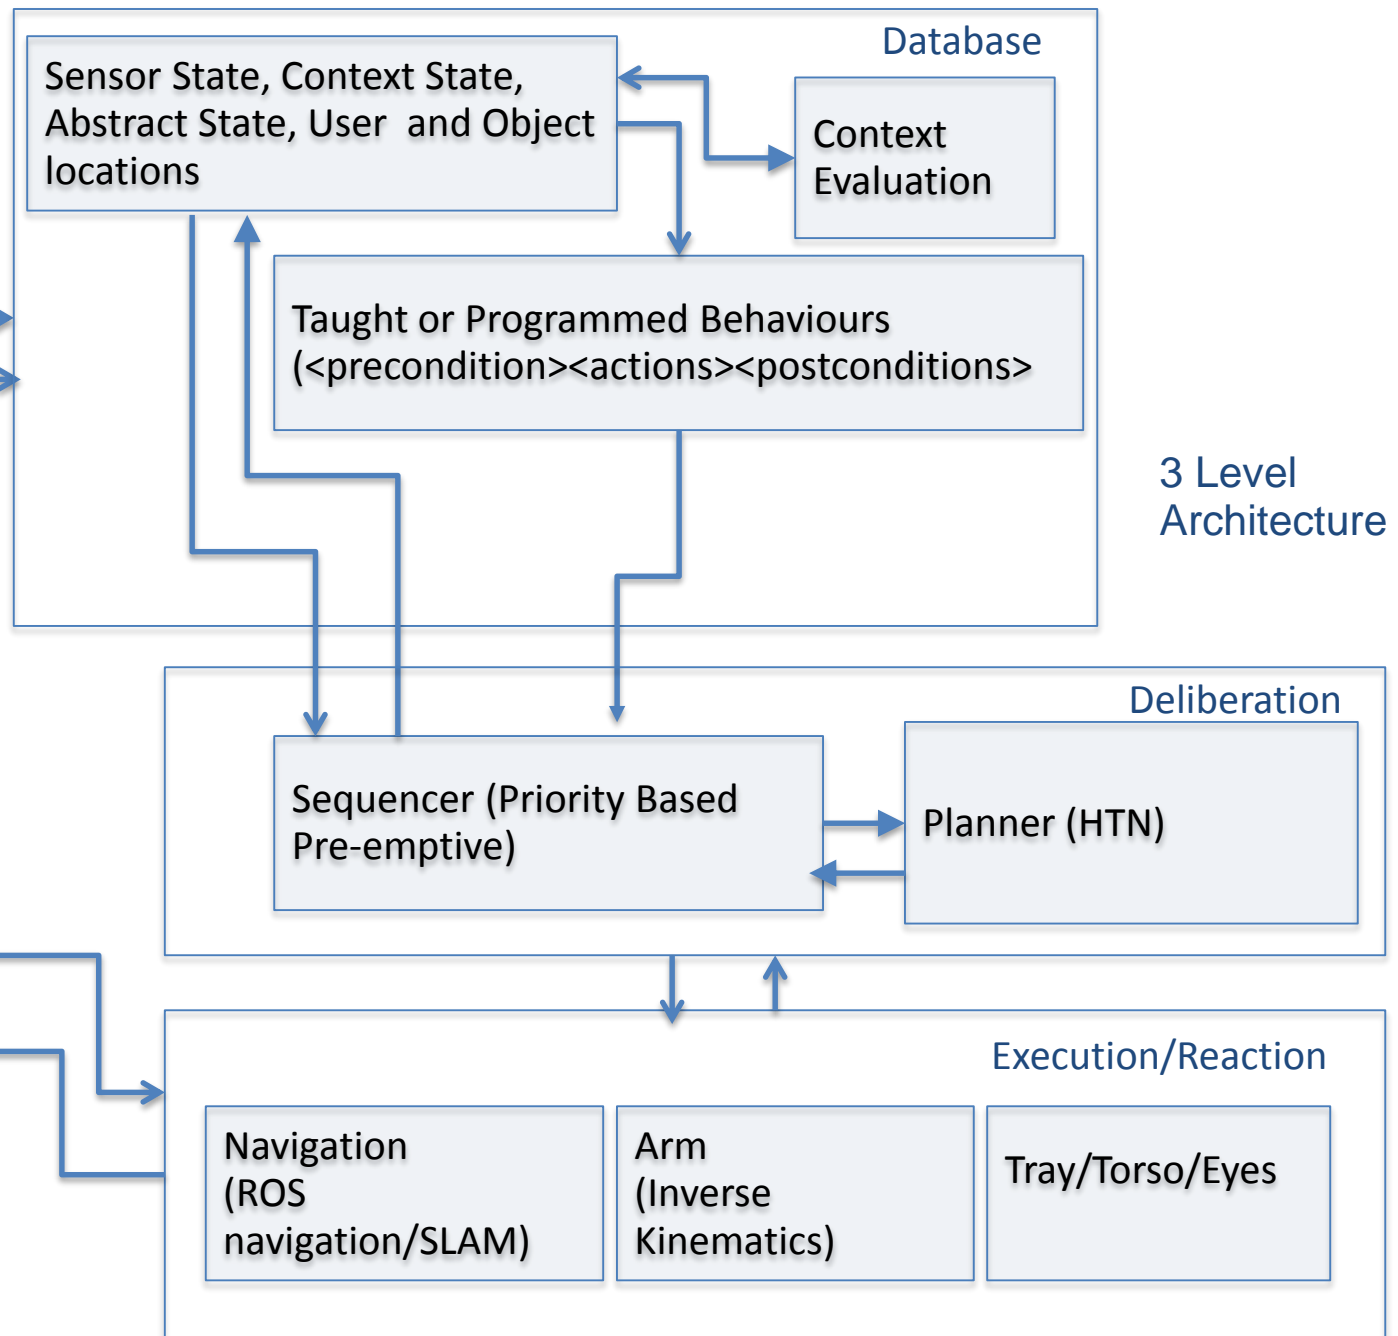 Database
Sensor State, Context State,
Abstract State, User and Object
locations
Context
Evaluation
Taught or Programmed Behaviours
(<precondition><actions><postconditions>
3 Level
Architecture
Deliberation
Sequencer (Priority Based
Pre-emptive)
Planner (HTN)
Execution/Reaction
Navigation
(ROS
navigation/SLAM)
Arm
(Inverse
Kinematics)
Tray/Torso/Eyes